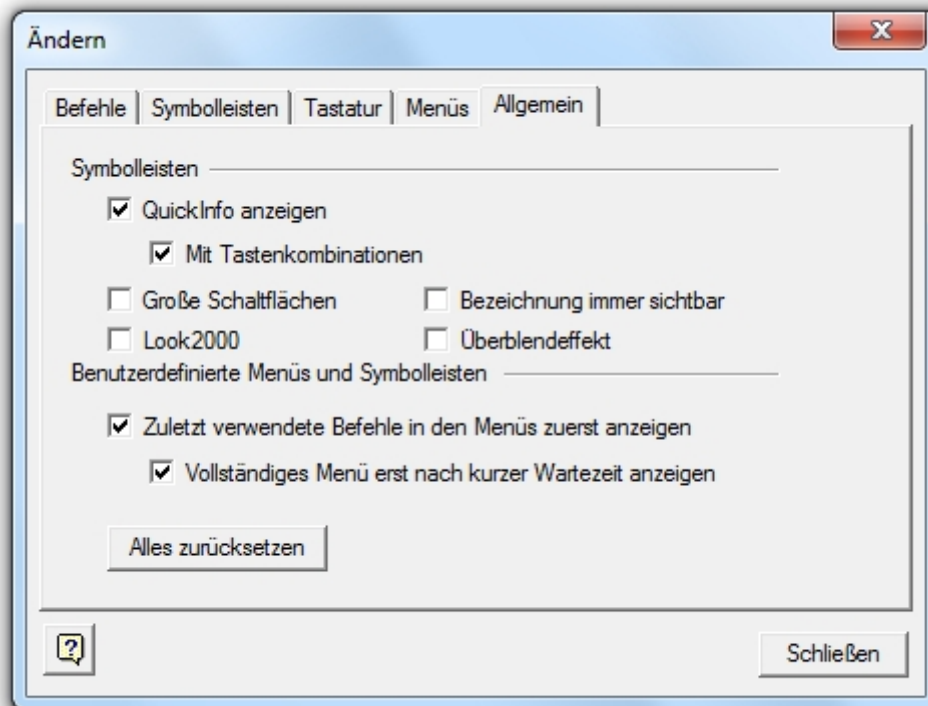 Ändern
Befehle Symbolleisten Tastatur Menüs Allgemein
Symbolleisten
QuickInfo anzeigen
Mit Tastenkombinationen
Große Schaltflächen Bezeichnung immer sichtbar
Look2000 Überblendeffekt
Benutzerdefinierte Menüs und Symbolleisten
Zuletzt verwendete Befehle in den Menüs zuerst anzeigen
Vollständiges Menü erst nach kurzer Wartezeit anzeigen
Alles zurücksetzen
?
Schließen